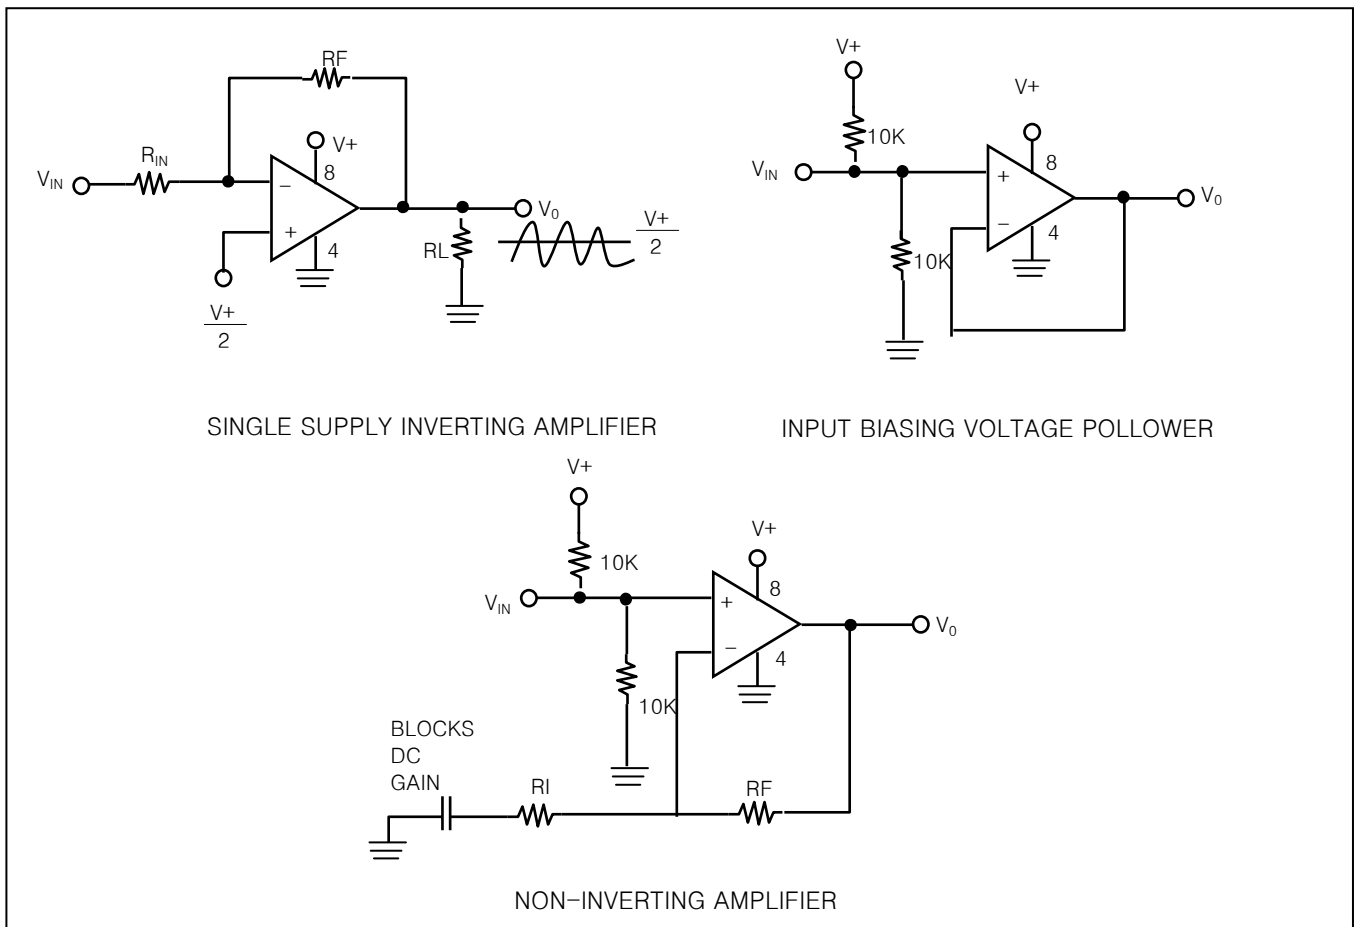 RF
V+
RIN
8
VIN
−
V0
V+
2
+
4
RL
V+
2
SINGLE SUPPLY INVERTING AMPLIFIER
V+
V+
10K
8
VIN
+
V0
−
4
10K
INPUT BIASING VOLTAGE POLLOWER
V+
V+
10K
8
VIN
+
V0
−
4
10K
BLOCKS
DC
GAIN
RI
RF
NON−INVERTING AMPLIFIER